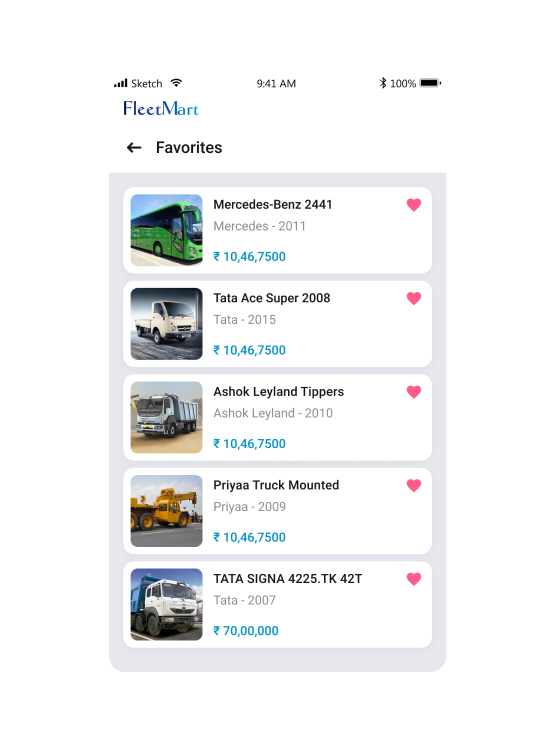 Sketch 9:41 AM 100%
FleetMart
Favorites
Mercedes-Benz 2441
Mercedes - 2011
₹ 10,46,7500
Tata Ace Super 2008
Tata - 2015
₹ 10,46,7500
Ashok Leyland Tippers
Ashok Leyland - 2010
₹ 10,46,7500
Priyaa Truck Mounted
Priyaa - 2009
₹ 10,46,7500
TATA SIGNA 4225.TK 42T
Tata - 2007
₹ 70,00,000